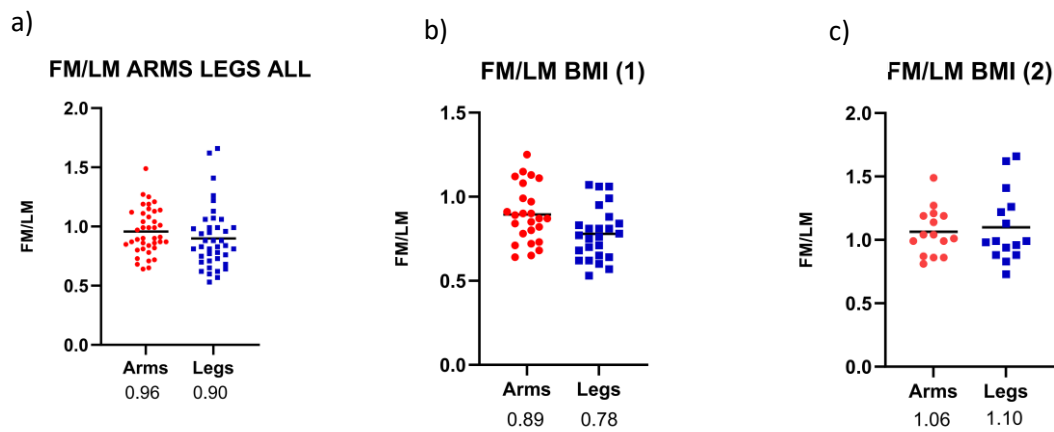 a)
FM/LM ARMS LEGS ALL
2.0
1.5
1.0
0.5
0.0
FM/LM
Arms Legs
0.96 0.90
b)
FM/LM BMI (1)
1.5
1.0
0.5
0.0
FM/LM
Arms Legs
0.89 0.78
c)
FM/LM BMI (2)
2.0
1.5
1.0
0.5
0.0
FM/LM
Arms Legs
1.06 1.10